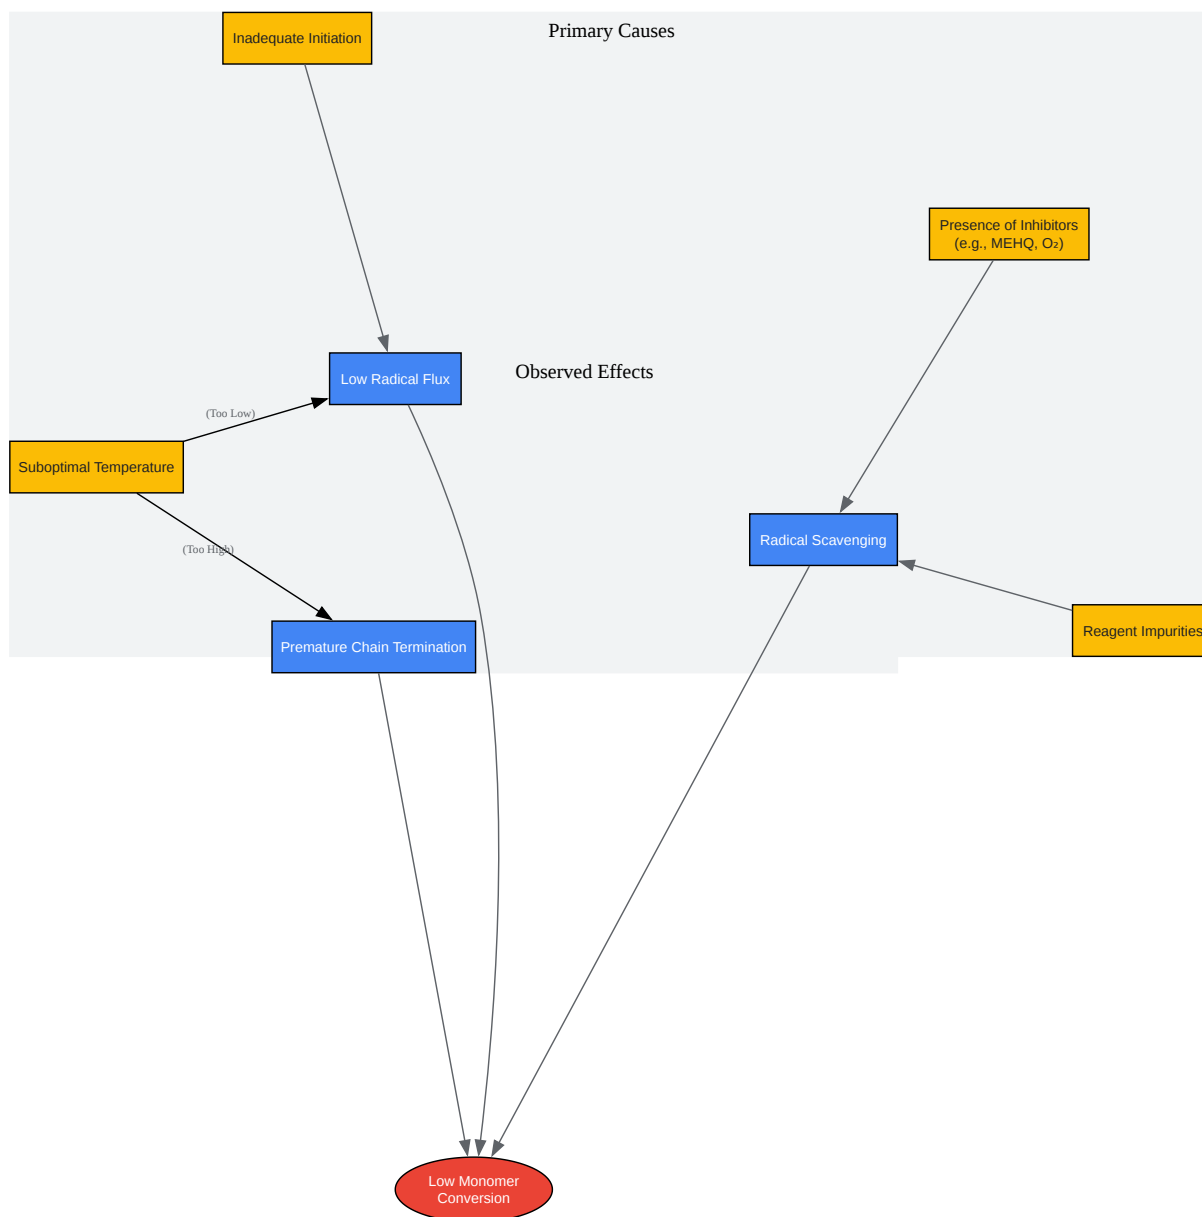 Primary Causes
Inadequate Initiation
Presence of Inhibitors
(e.g., MEHQ, O₂)
Observed Effects
Low Radical Flux
(Too Low)
Suboptimal Temperature
Radical Scavenging
(Too High)
Reagent Impurities
Premature Chain Termination
Low Monomer
Conversion